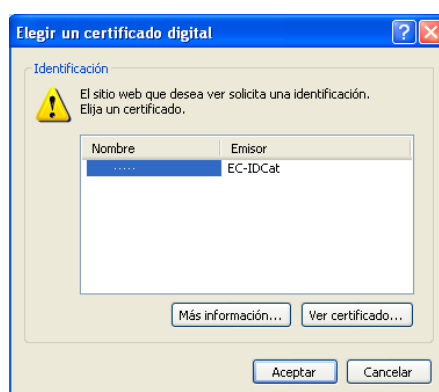 Elegir un certificado digital
Identificación
El sitio web que desea ver solicita una identificación.
Elija un certificado.
Nombre Emisor
..... EC-IDCat
Más información... Ver certificado...
Aceptar Cancelar